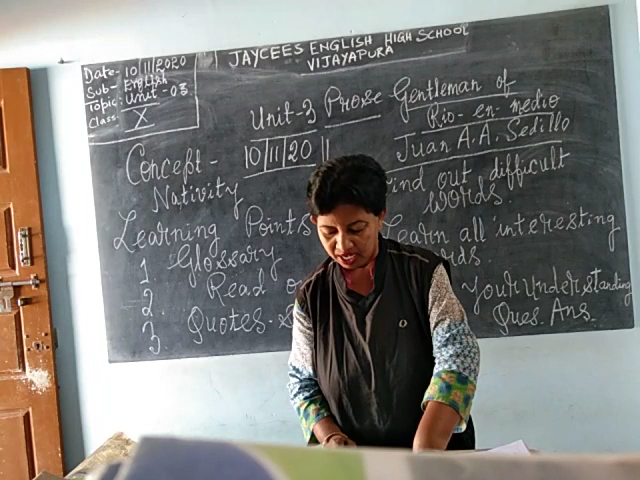 Date- 10/11/2020
Sub- English
Topic: Unit - 03
Class- X
JAYCEES ENGLISH HIGH SCHOOL
VIJAYAPURA
Unit-3 Prose Gentleman of
Rio-en-medio
10/11/20 Juan A.A. Sedillo
Concept-
Nativity
ind out difficult
words.
Learning Points
earn all interesting
1 Glossary
2. Read
Your Understanding
3. Quotes.
Ques. Ans.